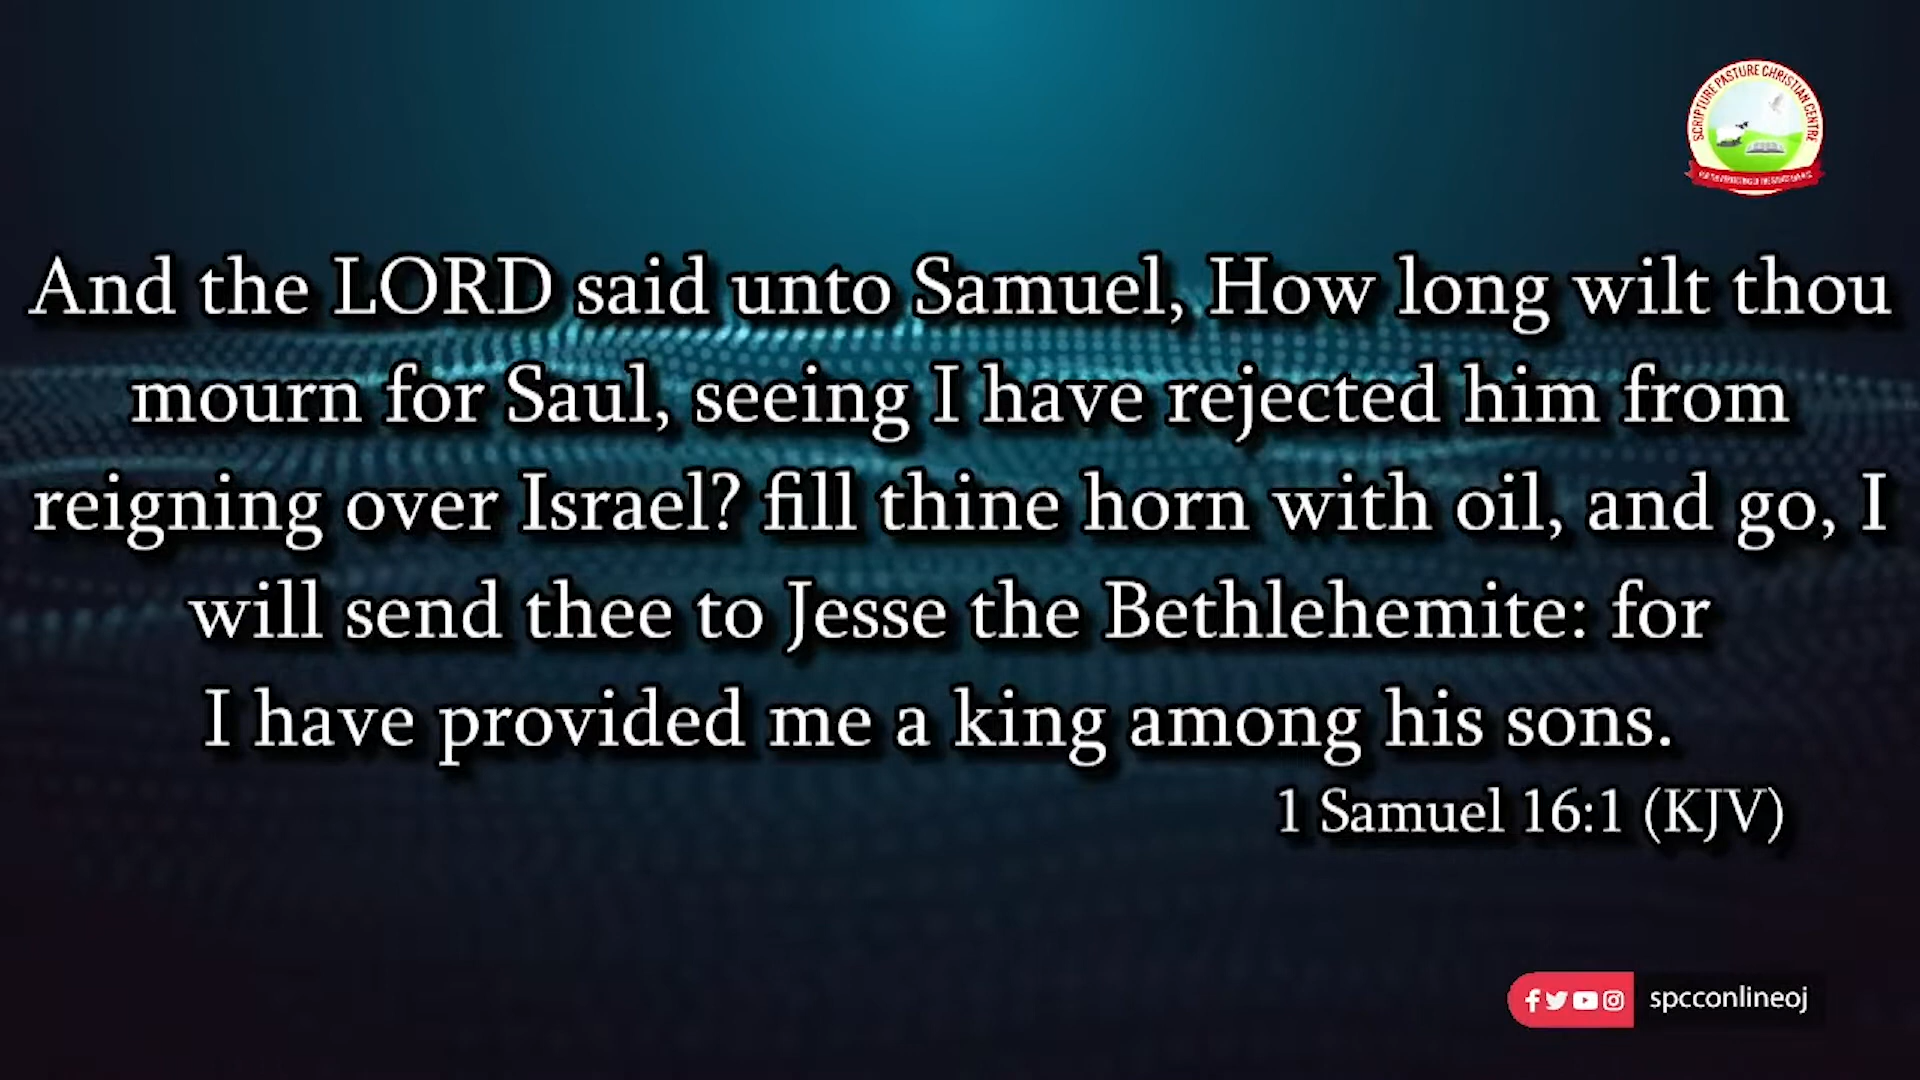 SCRIPTURE PASTURE CHRISTIAN CENTRE
And the LORD said unto Samuel, How long wilt thou
mourn for Saul, seeing I have rejected him from
reigning over Israel? fill thine horn with oil, and go, I
will send thee to Jesse the Bethlehemite: for
I have provided me a king among his sons.
1 Samuel 16:1 (KJV)
spcconlineoj